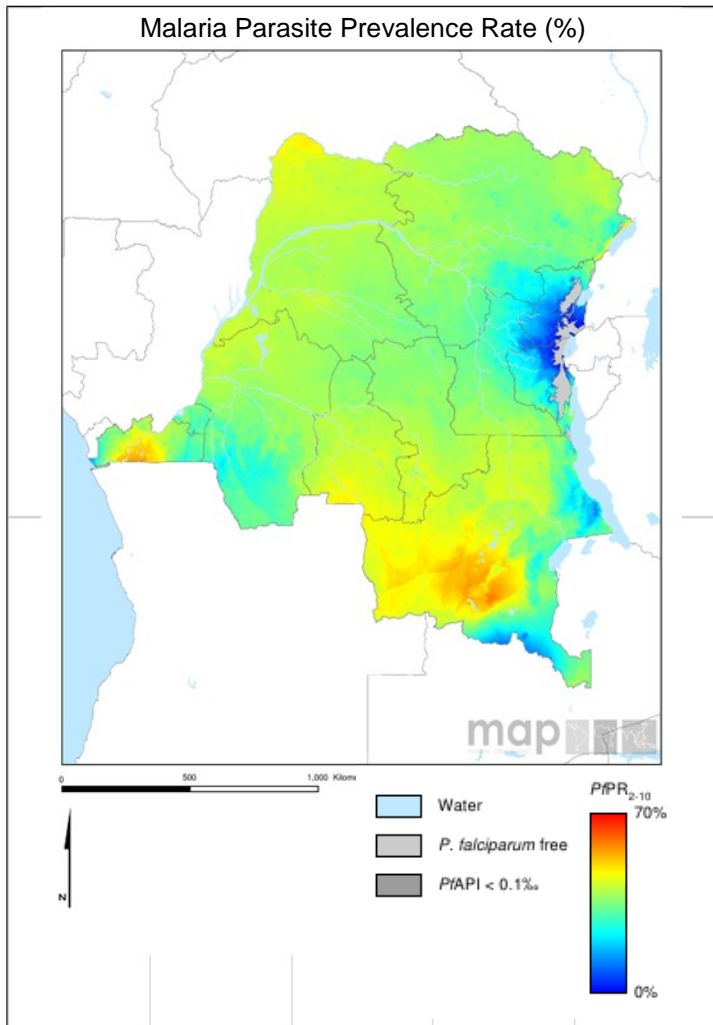 Malaria Parasite Prevalence Rate (%)
map
0 500 1,000 Kilome
Water
P. falciparum free
PfAPI < 0.1‰
N
PfPR2-10
70%
0%